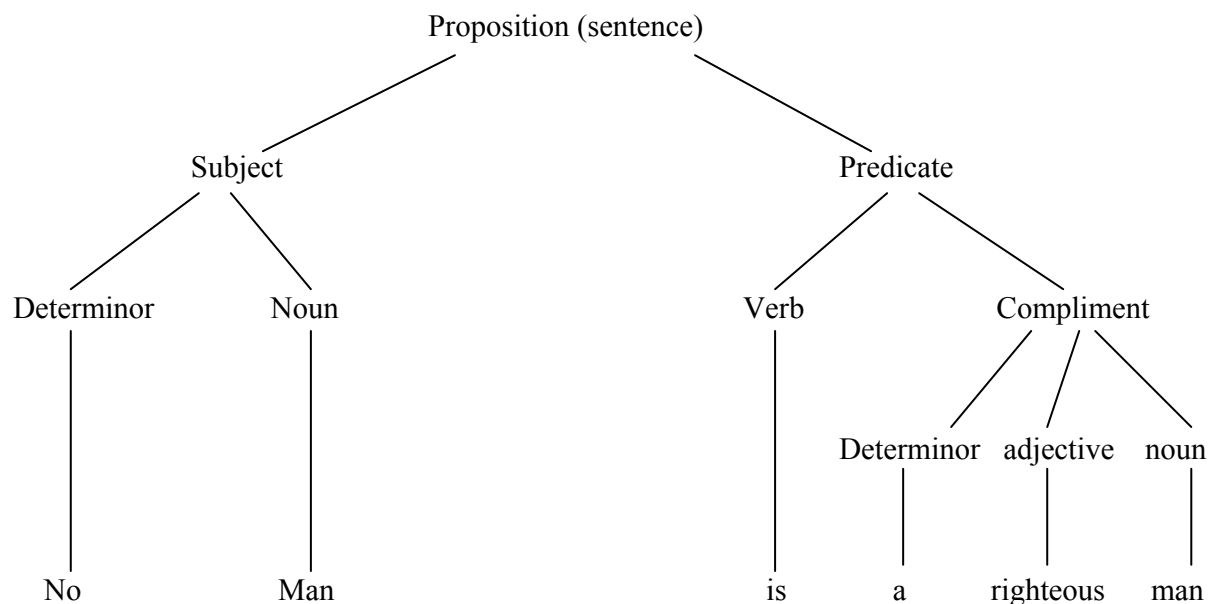 Proposition (sentence)
Subject Predicate
Determinor Noun Verb Compliment
Determinor adjective noun
No Man is a righteous man